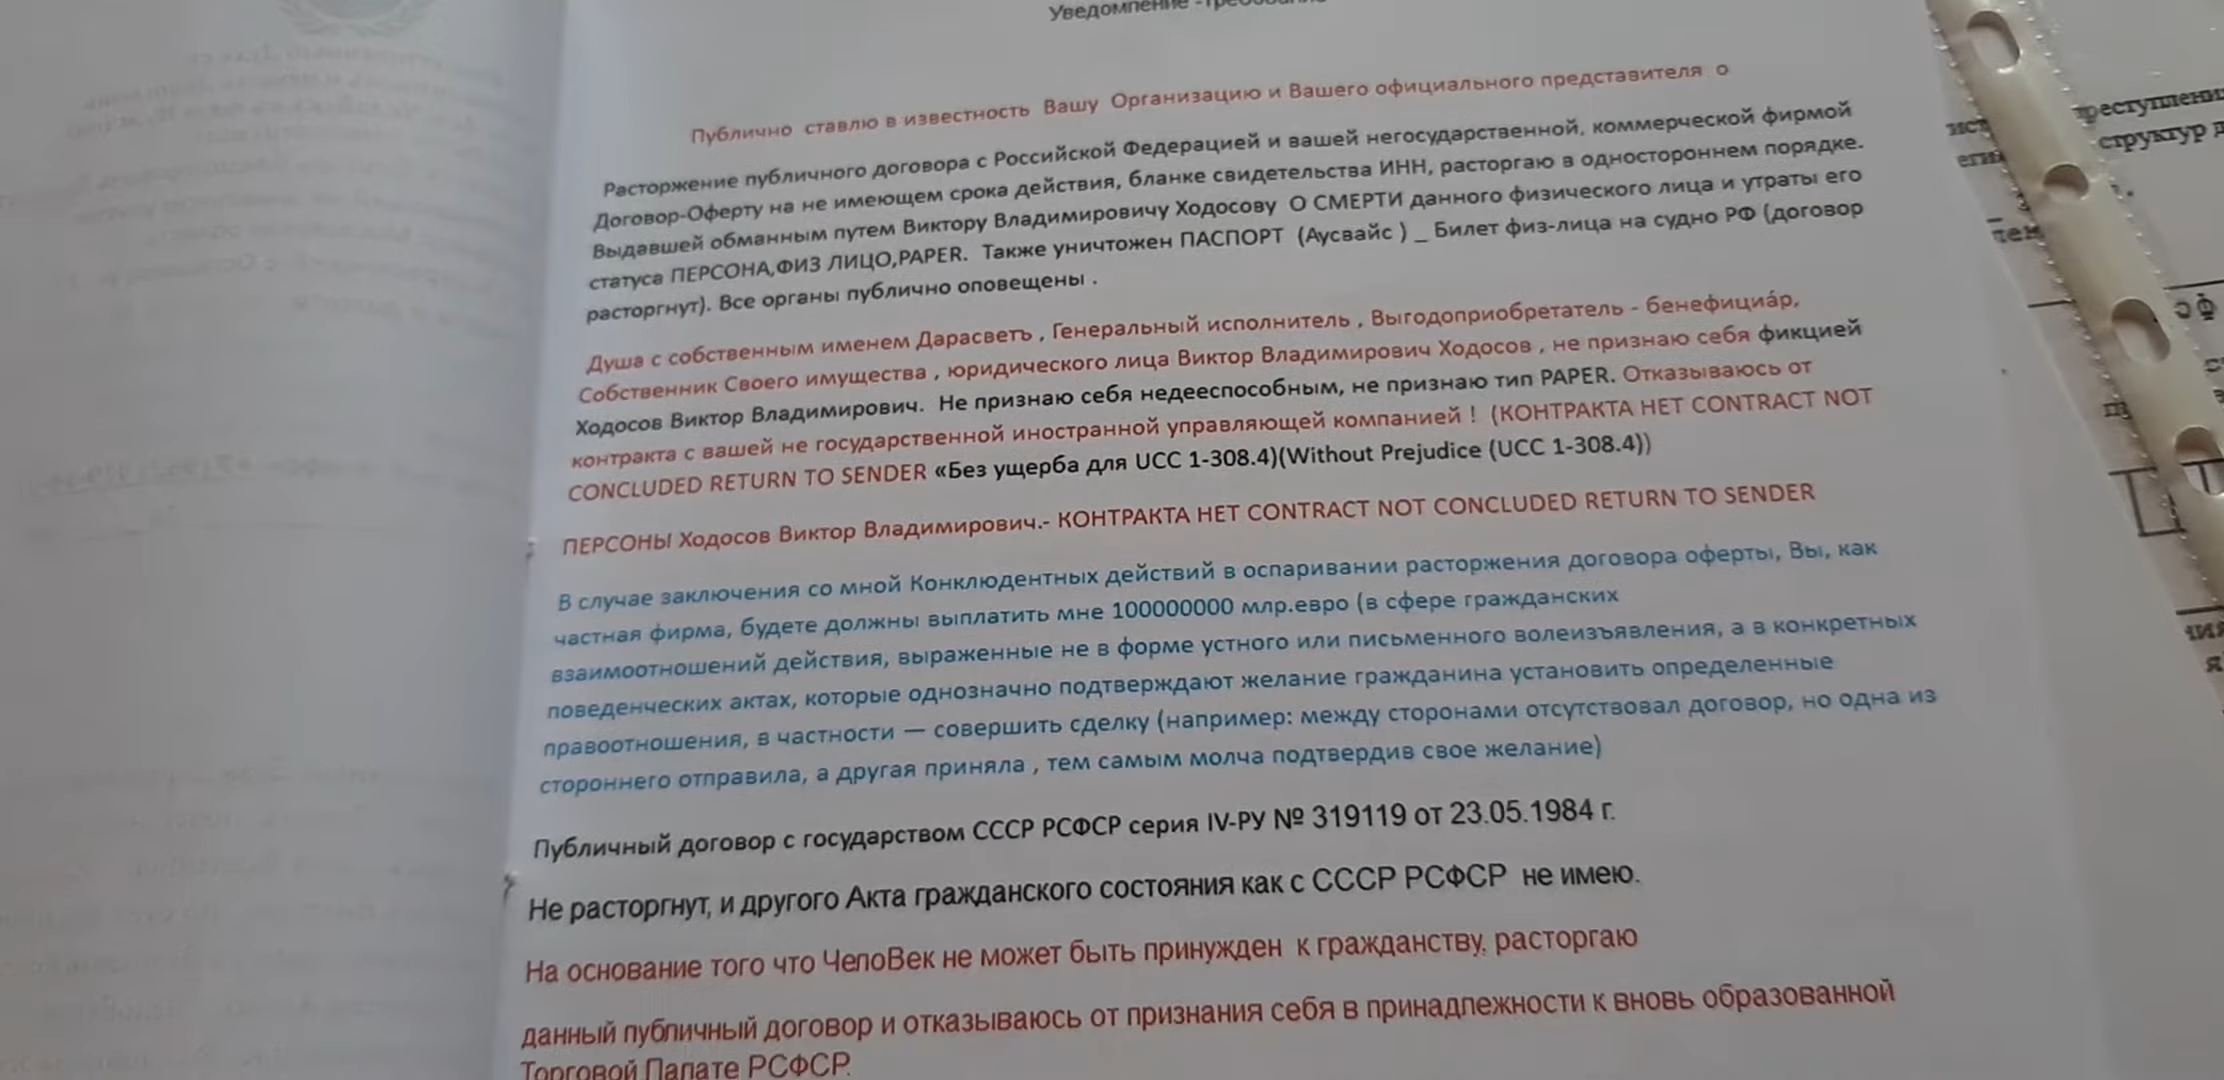 Уведомление -Требование
Публично ставлю в известность Вашу Организацию и Вашего официального представителя о
Расторжение публичного договора с Российской Федерацией и вашей негосударственной, коммерческой фирмой
Договор-Оферту на не имеющем срока действия, бланке свидетельства ИНН, расторгаю в одностороннем порядке.
Выдавшей обманным путем Виктору Владимировичу Ходосову О СМЕРТИ данного физического лица и утраты его
статуса ПЕРСОНА,ФИЗ ЛИЦО,PAPER. Также уничтожен ПАСПОРТ (Аусвайс ) _ Билет физ-лица на судно РФ (договор
расторгнут). Все органы публично оповещены .
Душа с собственным именем Дарасветъ , Генеральный исполнитель , Выгодоприобретатель - бенефициа́р,
Собственник Своего имущества , юридического лица Виктор Владимирович Ходосов , не признаю себя фикцией
Ходосов Виктор Владимирович. Не признаю себя недееспособным, не признаю тип PAPER. Отказываюсь от
контракта с вашей не государственной иностранной управляющей компанией ! (КОНТРАКТА НЕТ CONTRACT NOT
CONCLUDED RETURN TO SENDER «Без ущерба для UCC 1-308.4)(Without Prejudice (UCC 1-308.4))
ПЕРСОНЫ Ходосов Виктор Владимирович.- КОНТРАКТА НЕТ CONTRACT NOT CONCLUDED RETURN TO SENDER
В случае заключения со мной Конклюдентных действий в оспаривании расторжения договора оферты, Вы, как
частная фирма, будете должны выплатить мне 100000000 млр.евро (в сфере гражданских
взаимоотношений действия, выраженные не в форме устного или письменного волеизъявления, а в конкретных
поведенческих актах, которые однозначно подтверждают желание гражданина установить определенные
правоотношения, в частности — совершить сделку (например: между сторонами отсутствовал договор, но одна из
стороннего отправила, а другая приняла , тем самым молча подтвердив свое желание)
Публичный договор с государством СССР РСФСР серия IV-РУ № 319119 от 23.05.1984 г.
Не расторгнут, и другого Акта гражданского состояния как с СССР РСФСР не имею.
На основание того что ЧелоВек не может быть принужден к гражданству, расторгаю
данный публичный договор и отказываюсь от признания себя в принадлежности к вновь образованной
Торговой Палате РСФСР.
структур